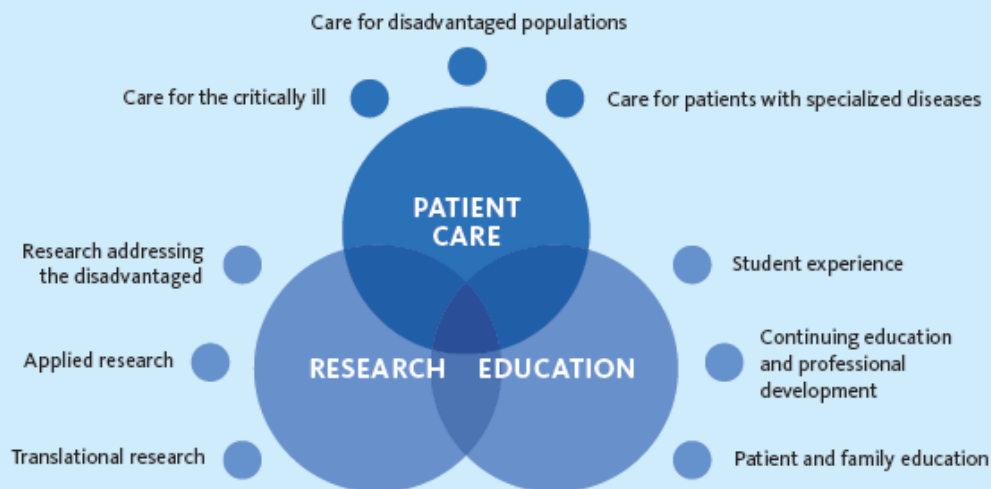 Care for disadvantaged populations
Care for the critically ill
Care for patients with specialized diseases
PATIENT
CARE
Research addressing
the disadvantaged
Student experience
Applied research
RESEARCH
EDUCATION
Continuing education
and professional
development
Translational research
Patient and family education